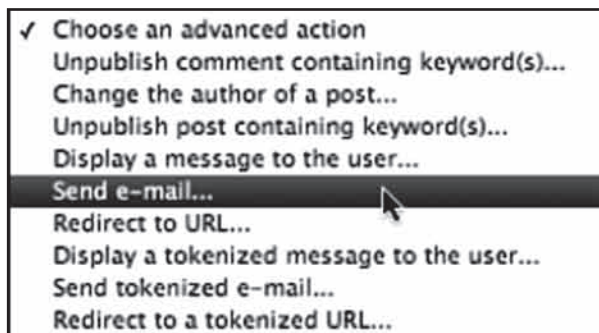 ✓ Choose an advanced action
Unpublish comment containing keyword(s)...
Change the author of a post...
Unpublish post containing keyword(s)...
Display a message to the user...
Send e-mail...
Redirect to URL...
Display a tokenized message to the user...
Send tokenized e-mail...
Redirect to a tokenized URL...